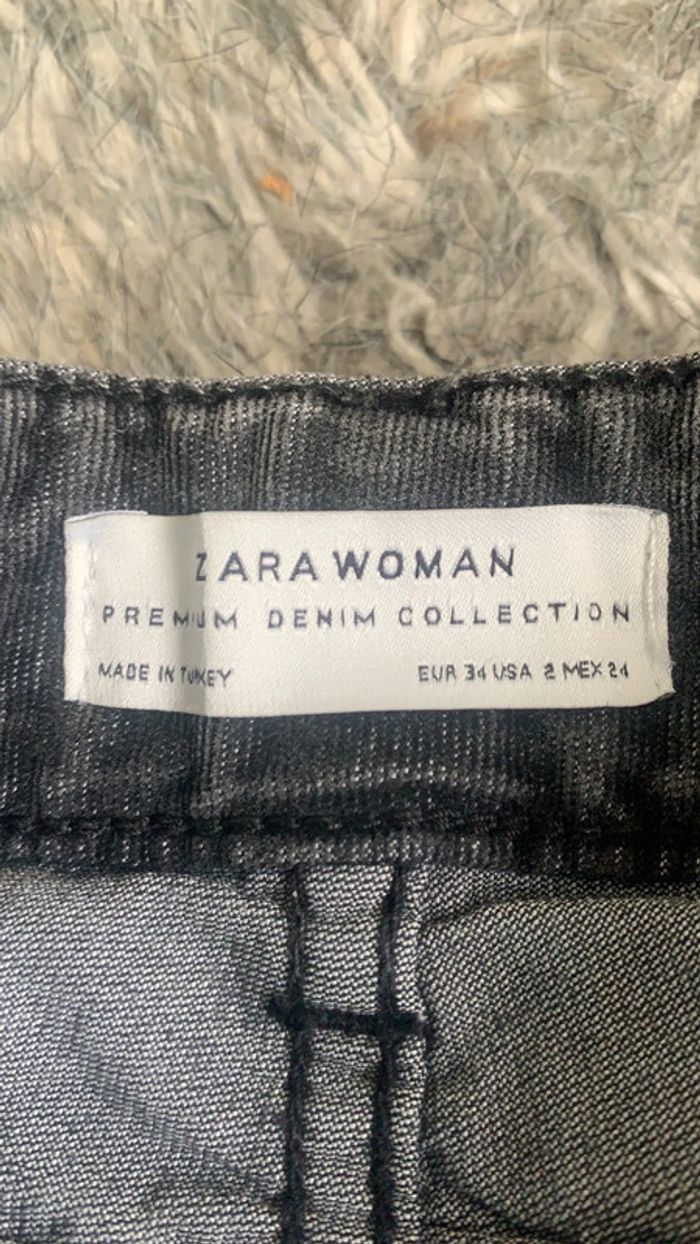 ZARA WOMAN
PREMIUM DENIM COLLECTION
MADE IN TURKEY EUR 34 USA 2 MEX 24